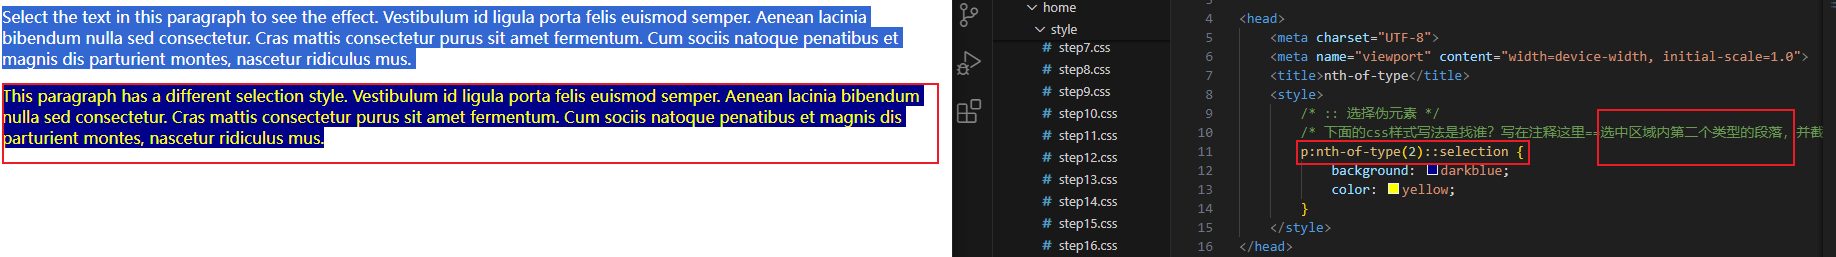 Select the text in this paragraph to see the effect. Vestibulum id ligula porta felis euismod semper. Aenean lacinia
bibendum nulla sed consectetur. Cras mattis consectetur purus sit amet fermentum. Cum sociis natoque penatibus et
magnis dis parturient montes, nascetur ridiculus mus.
This paragraph has a different selection style. Vestibulum id ligula porta felis euismod semper. Aenean lacinia bibendum
nulla sed consectetur. Cras mattis consectetur purus sit amet fermentum. Cum sociis natoque penatibus et magnis dis
parturient montes, nascetur ridiculus mus.
home
style
# step7.css
# step8.css
# step9.css
# step10.css
# step11.css
# step12.css
# step13.css
# step14.css
# step15.css
# step16.css
4 <head>
5 <meta charset="UTF-8">
6 <meta name="viewport" content="width=device-width, initial-scale=1.0">
7 <title>nth-of-type</title>
8 <style>
9 /* :: 选择伪元素 */
10 /* 下面的css样式写法是找谁? 写在注释这里==选中区域内第二个类型的段落, 并截
11 p:nth-of-type(2)::selection {
12 background: darkblue;
13 color: yellow;
14 }
15 </style>
16 </head>